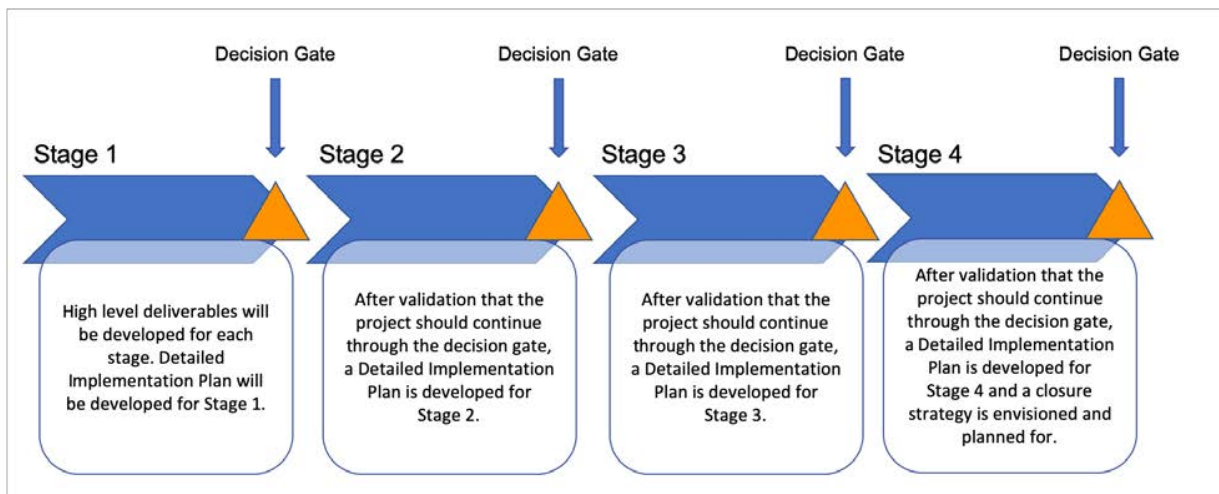 Decision Gate
Decision Gate
Decision Gate
Decision Gate
Stage 1
Stage 2
Stage 3
Stage 4
High level deliverables will
be developed for each
stage. Detailed
Implementation Plan will
be developed for Stage 1.
After validation that the
project should continue
through the decision gate,
a Detailed Implementation
Plan is developed for
Stage 2.
After validation that the
project should continue
through the decision gate,
a Detailed Implementation
Plan is developed for
Stage 3.
After validation that the
project should continue
through the decision gate,
a Detailed Implementation
Plan is developed for
Stage 4 and a closure
strategy is envisioned and
planned for.